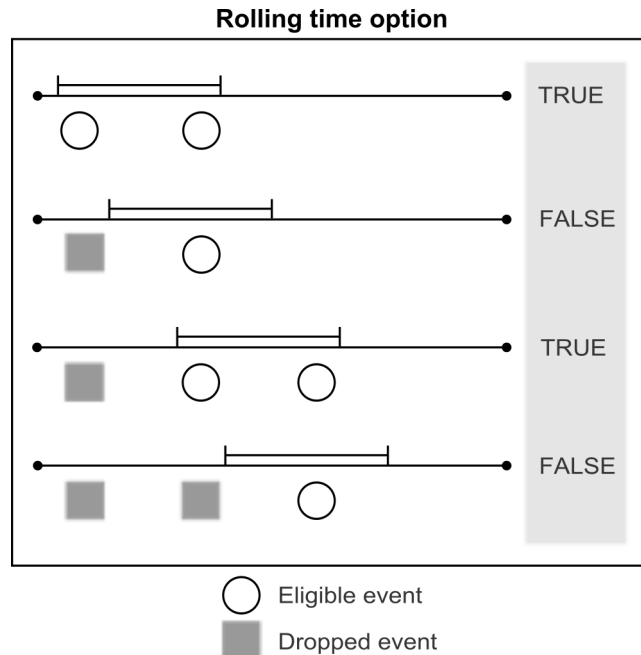 Rolling time option
TRUE
FALSE
TRUE
FALSE
Eligible event
Dropped event